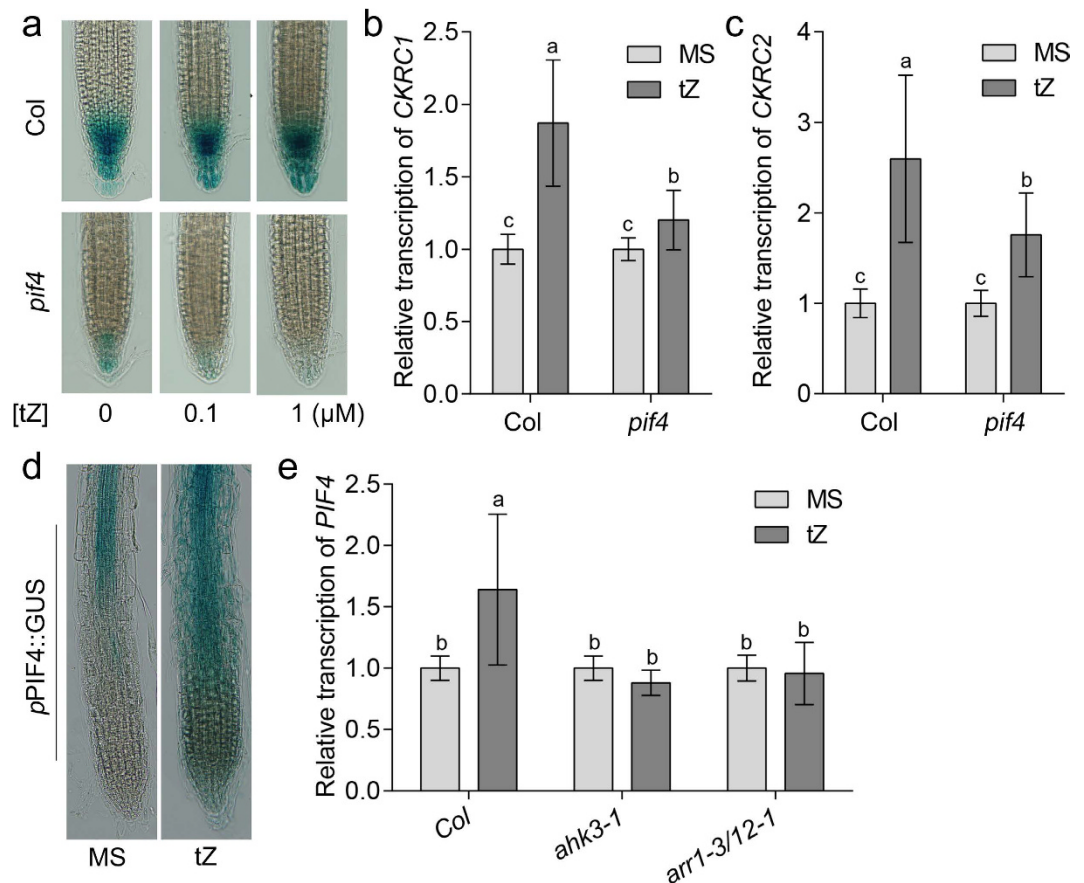 a
Col
pif4
[tZ] 0 0.1 1 (μM)
b
Relative transcription of CKRC1
2.5
2.0
1.5
1.0
0.5
0.0
MS
tZ
c
a
c
b
Col
pif4
c
Relative transcription of CKRC2
4
3
2
1
0
MS
tZ
c
a
c
b
Col
pif4
d
pPIF4::GUS
MS
tZ
e
Relative transcription of PIF4
2.5
2.0
1.5
1.0
0.5
0.0
MS
tZ
b
a
b
b
b
b
Col
ahk3-1
arr1-3/12-1